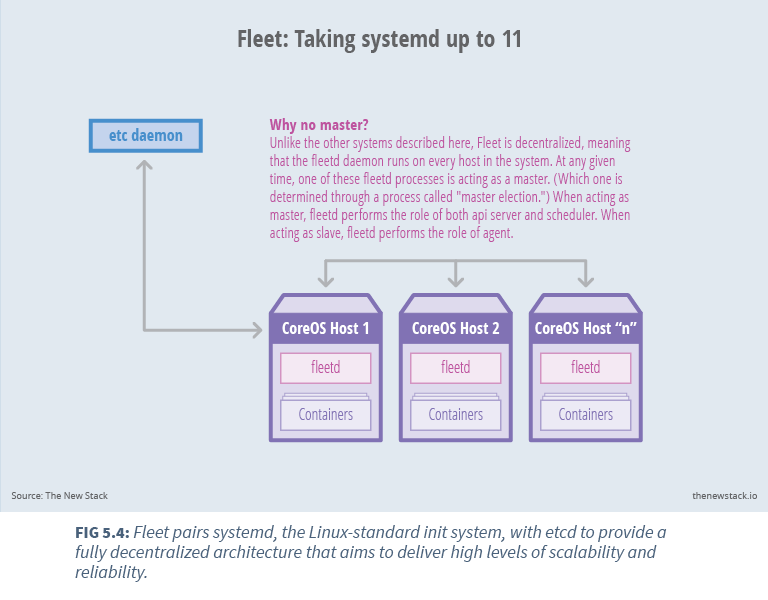 Fleet: Taking systemd up to 11
etc daemon
Why no master?
Unlike the other systems described here, Fleet is decentralized, meaning
that the fleetd daemon runs on every host in the system. At any given
time, one of these fleetd processes is acting as a master. (Which one is
determined through a process called "master election.") When acting as
master, fleetd performs the role of both api server and scheduler. When
acting as slave, fleetd performs the role of agent.
CoreOS Host 1
fleetd
Containers
CoreOS Host 2
fleetd
Containers
CoreOS Host “n”
fleetd
Containers
Source: The New Stack
thenewstack.io
FIG 5.4: Fleet pairs systemd, the Linux-standard init system, with etcd to provide a
fully decentralized architecture that aims to deliver high levels of scalability and
reliability.